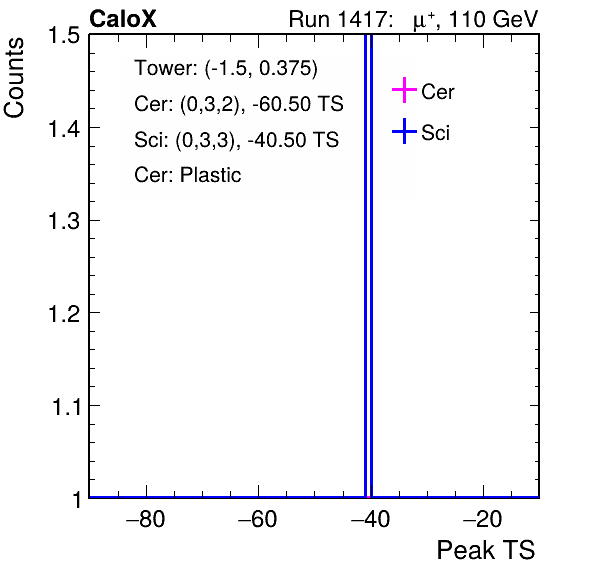 CaloX Run 1417: μ⁺, 110 GeV
Counts
1.5
1.4
1.3
1.2
1.1
1
Tower: (-1.5, 0.375)
Cer: (0,3,2), -60.50 TS
Sci: (0,3,3), -40.50 TS
Cer: Plastic
Cer
Sci
−80 −60 −40 −20
Peak TS